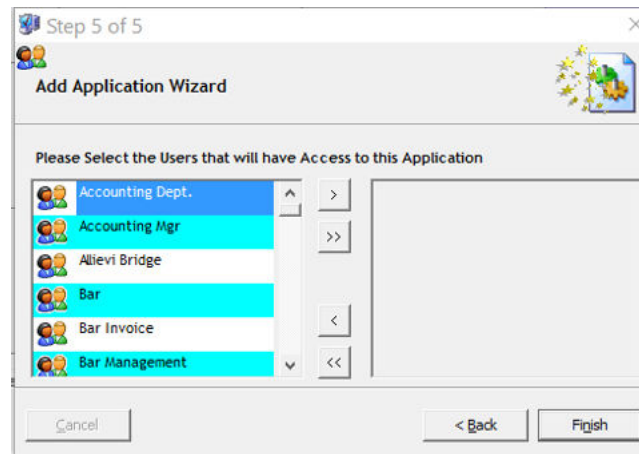 Step 5 of 5
Add Application Wizard
Please Select the Users that will have Access to this Application
Accounting Dept.
Accounting Mgr
Allievi Bridge
Bar
Bar Invoice
Bar Management
>
>>
<
<<
Cancel
< Back
Finish